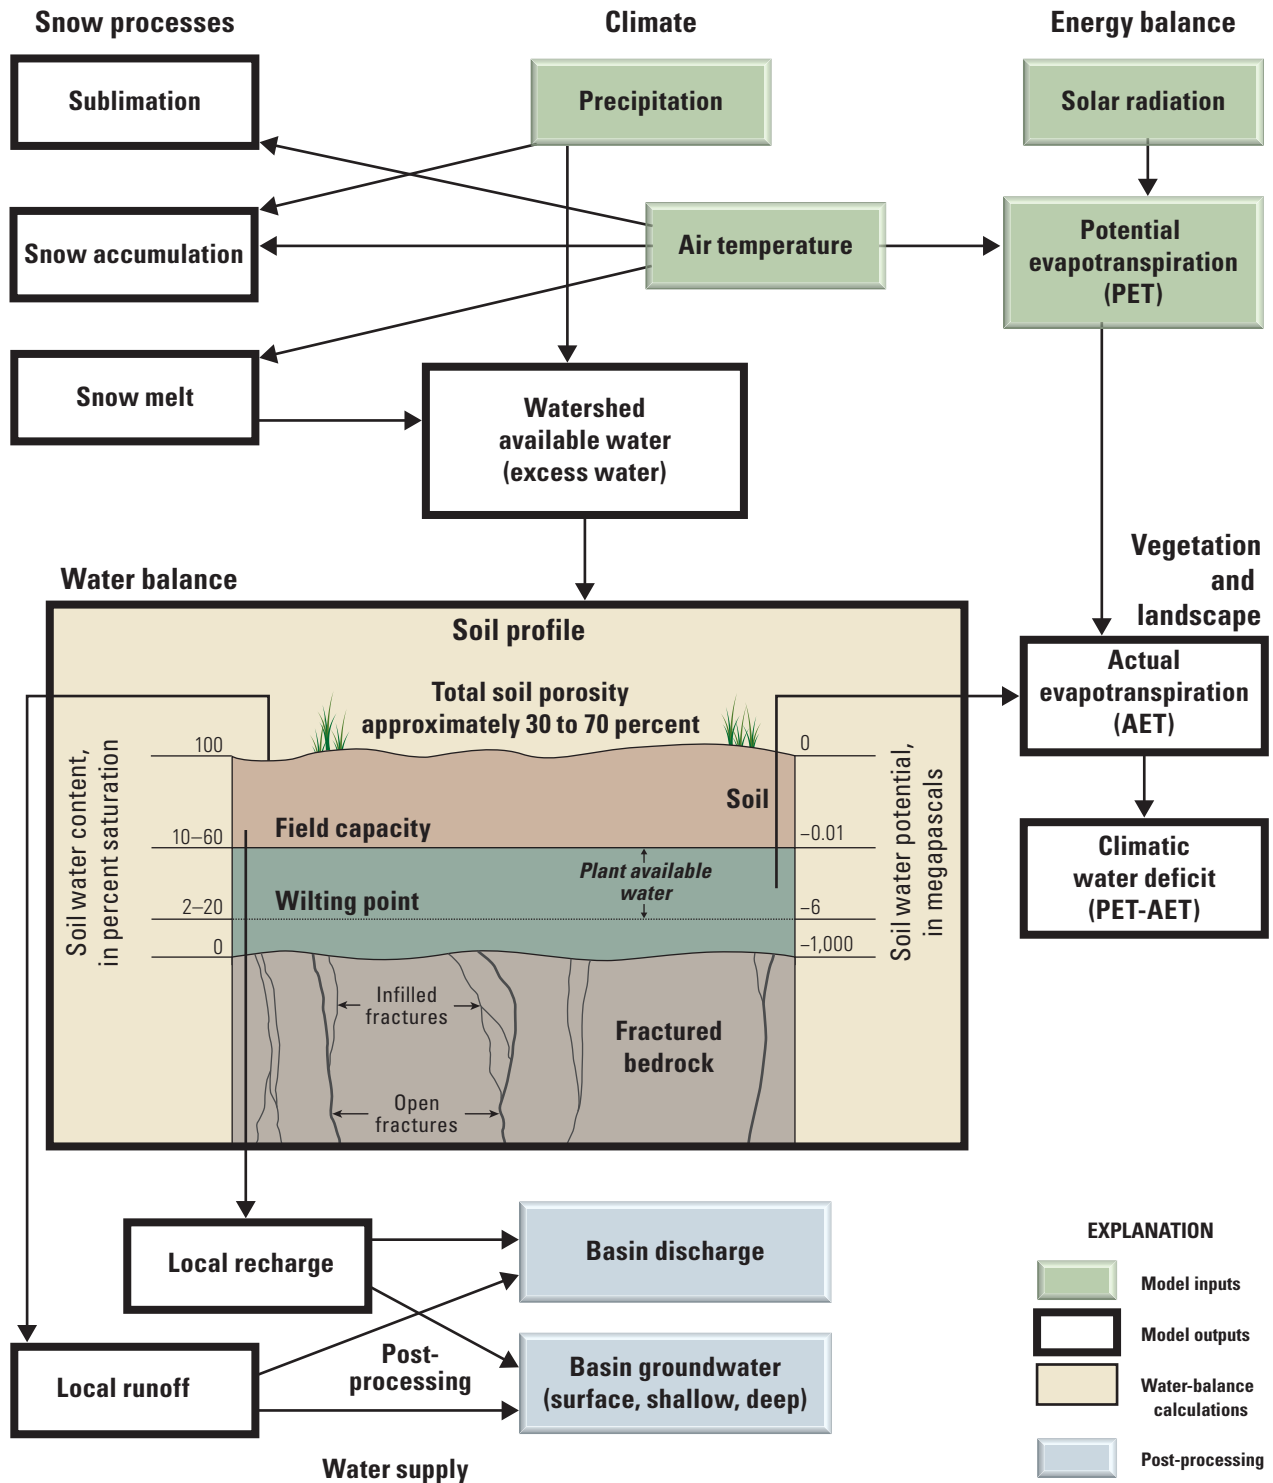 Snow processes
Climate
Energy balance
Sublimation
Precipitation
Solar radiation
Snow accumulation
Air temperature
Potential
evapotranspiration
(PET)
Snow melt
Watershed
available water
(excess water)
Vegetation
and
landscape
Water balance
Soil profile
Total soil porosity
approximately 30 to 70 percent
Actual
evapotranspiration
(AET)
Soil water content,
in percent saturation
100
10–60
2–20
0
Field capacity
Wilting point
Soil
Plant available
water
0
–0.01
–6
–1,000
Soil water potential,
in megapascals
Climatic
water deficit
(PET-AET)
Infilled
fractures
Fractured
bedrock
Open
fractures
Local recharge
Basin discharge
Local runoff
Post-
processing
Basin groundwater
(surface, shallow, deep)
Water supply
EXPLANATION
Model inputs
Model outputs
Water-balance
calculations
Post-processing